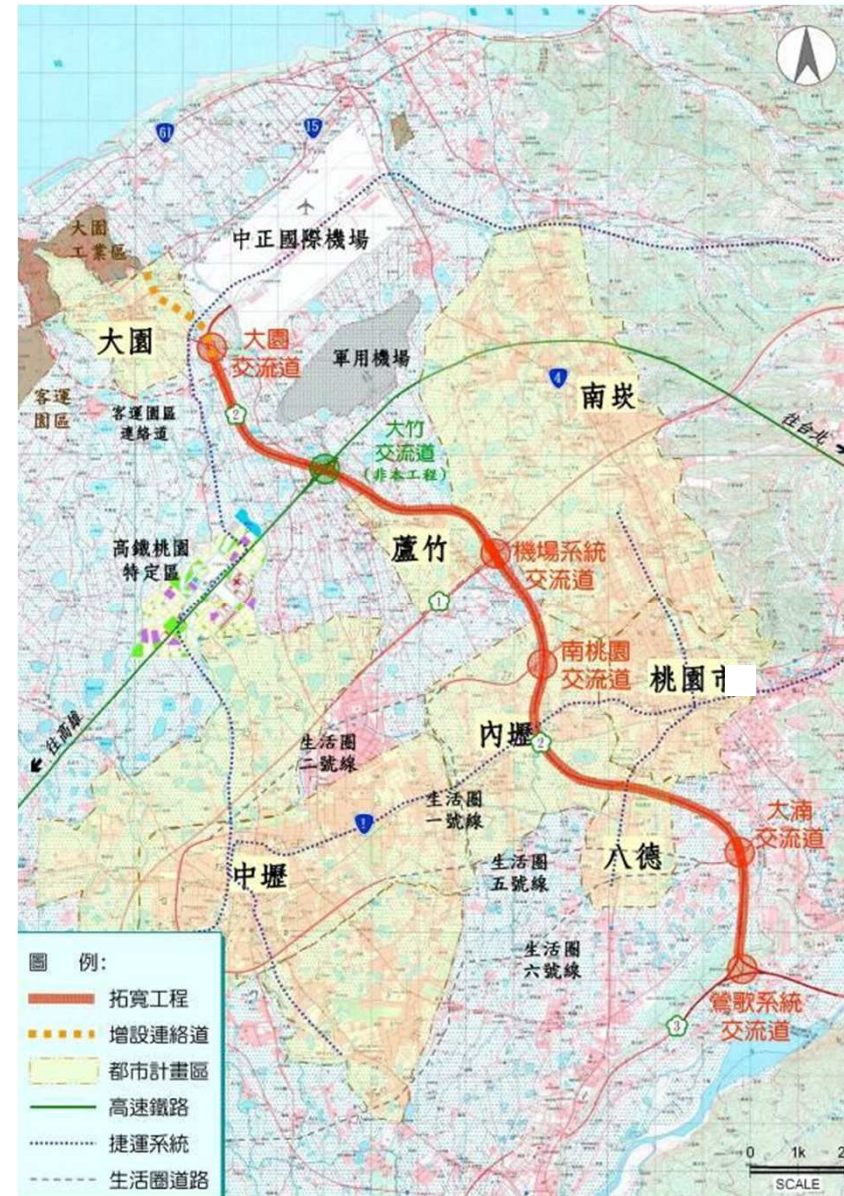 61
15
大園
工業區
中正國際機場
大園
大園
交流道
軍用機場
4
南崁
客運
園區
客運園區
連絡道
2
大竹
交流道
(非本工程)
往台北
高鐵桃園
特定區
蘆竹
機場系統
交流道
1
南桃園
交流道
桃園市
往高雄
生活圈
二號線
內壢
2
生活圈
一號線
1
大湳
交流道
中壢
生活圈
五號線
八德
生活圈
六號線
鶯歌系統
交流道
3
圖 例:
拓寬工程
增設連絡道
都市計畫區
高速鐵路
捷運系統
生活圈道路
0 1k 2
SCALE